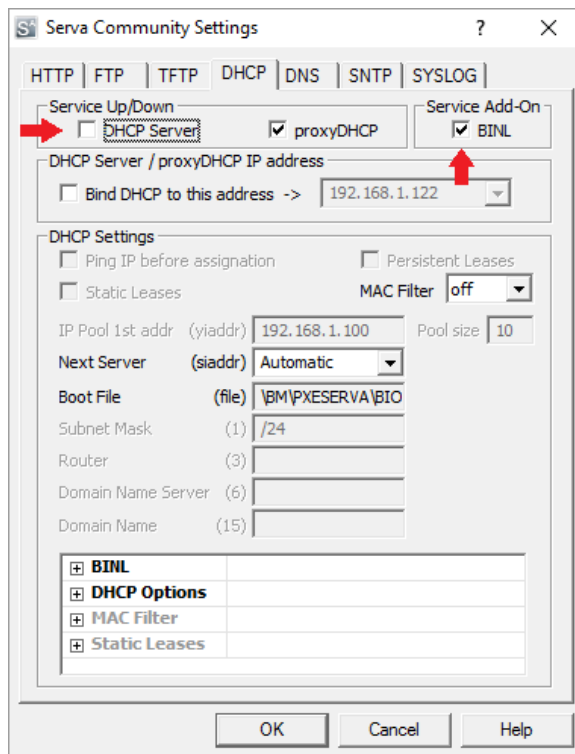 Serva Community Settings ? ×
HTTP FTP TFTP DHCP DNS SNTP SYSLOG
Service Up/Down Service Add-On
DHCP Server proxyDHCP BINL
DHCP Server / proxyDHCP IP address
Bind DHCP to this address -> 192.168.1.122
DHCP Settings
Ping IP before assignation Persistent Leases
Static Leases MAC Filter off
IP Pool 1st addr (yiaddr) 192.168.1.100 Pool size 10
Next Server (siaddr) Automatic
Boot File (file) \BM\PXESERVA\BIO
Subnet Mask (1) /24
Router (3)
Domain Name Server (6)
Domain Name (15)
BINL
DHCP Options
MAC Filter
Static Leases
OK Cancel Help